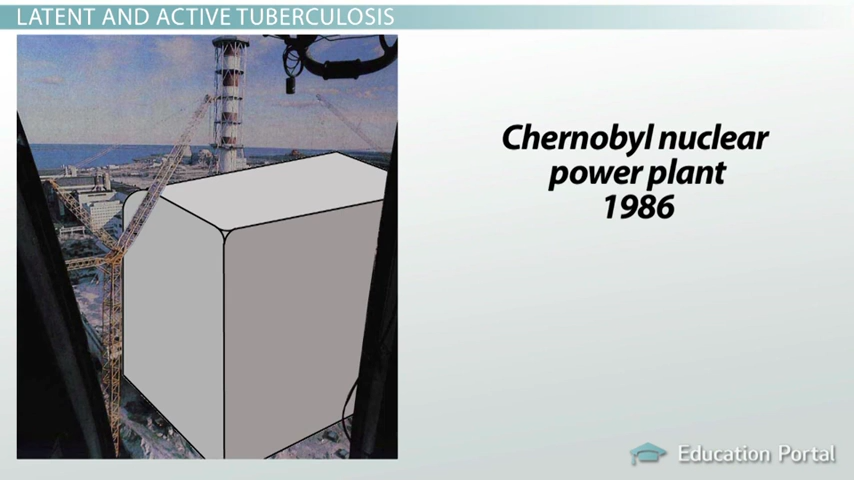 LATENT AND ACTIVE TUBERCULOSIS
Chernobyl nuclear
power plant
1986
Education Portal